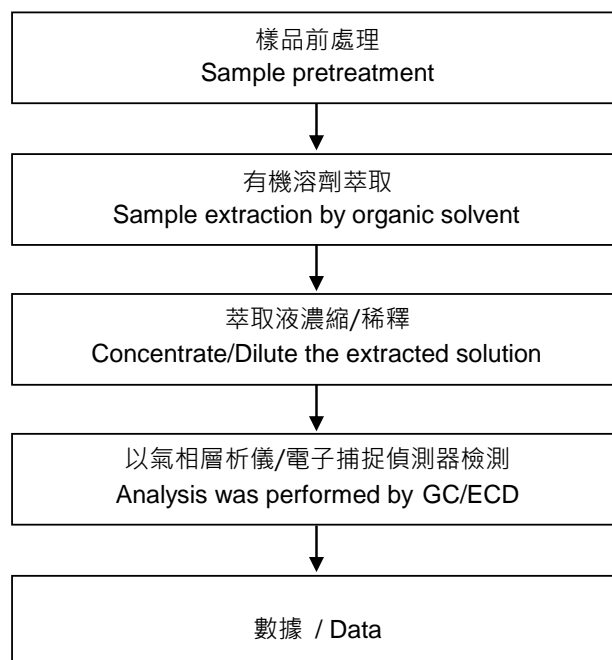 樣品前處理
Sample pretreatment
有機溶劑萃取
Sample extraction by organic solvent
萃取液濃縮/稀釋
Concentrate/Dilute the extracted solution
以氣相層析儀/電子捕捉偵測器檢測
Analysis was performed by GC/ECD
數據 / Data